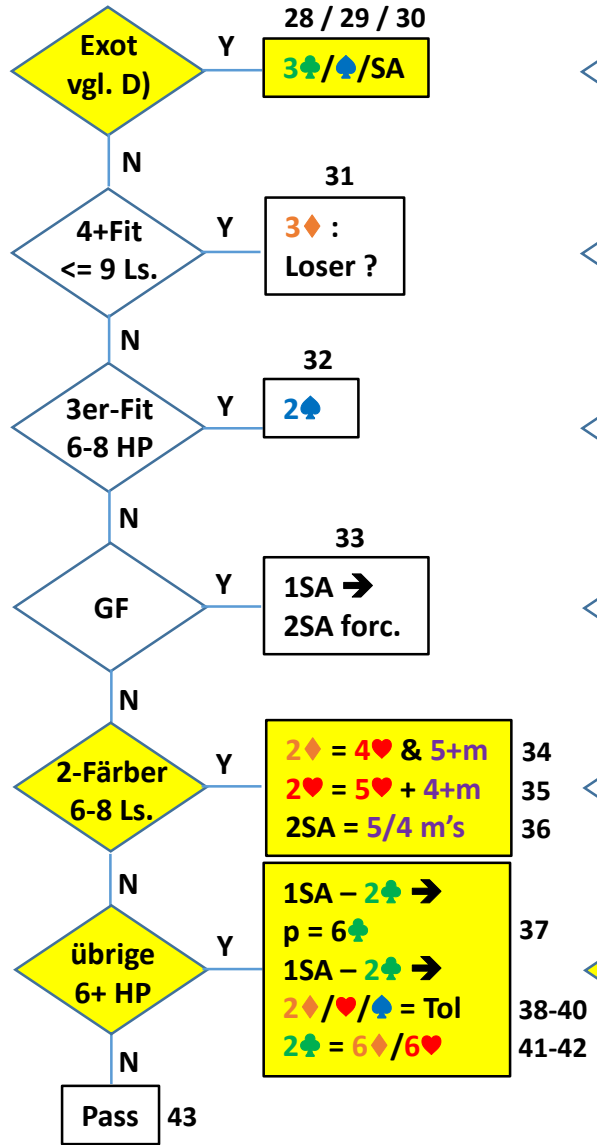 28 / 29 / 30
Exot
vgl. D)
Y
3♣/♠/SA
N
31
4+Fit
<= 9 Ls.
Y
3♦ :
Loser ?
N
32
3er-Fit
6-8 HP
Y
2♠
N
33
GF
Y
1SA ➔
2SA forc.
N
2-Färber
6-8 Ls.
Y
2♦ = 4♥ & 5+m 34
2♥ = 5♥ + 4+m 35
2SA = 5/4 m's 36
N
übrige
6+ HP
Y
1SA – 2♣ ➔
p = 6♣ 37
1SA – 2♣ ➔
2♦/♥/♠ = Tol 38-40
2♣ = 6♦/6♥ 41-42
N
Pass 43